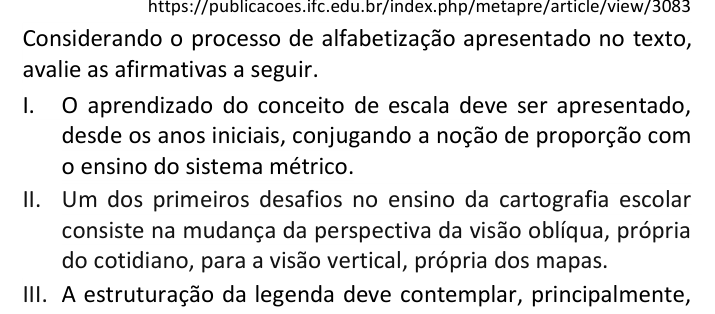 https://publicacoes.ifc.edu.br/index.php/metapre/article/view/3083
Considerando o processo de alfabetização apresentado no texto,
avalie as afirmativas a seguir.
I. O aprendizado do conceito de escala deve ser apresentado,
desde os anos iniciais, conjugando a noção de proporção com
o ensino do sistema métrico.
II. Um dos primeiros desafios no ensino da cartografia escolar
consiste na mudança da perspectiva da visão oblíqua, própria
do cotidiano, para a visão vertical, própria dos mapas.
III. A estruturação da legenda deve contemplar, principalmente,